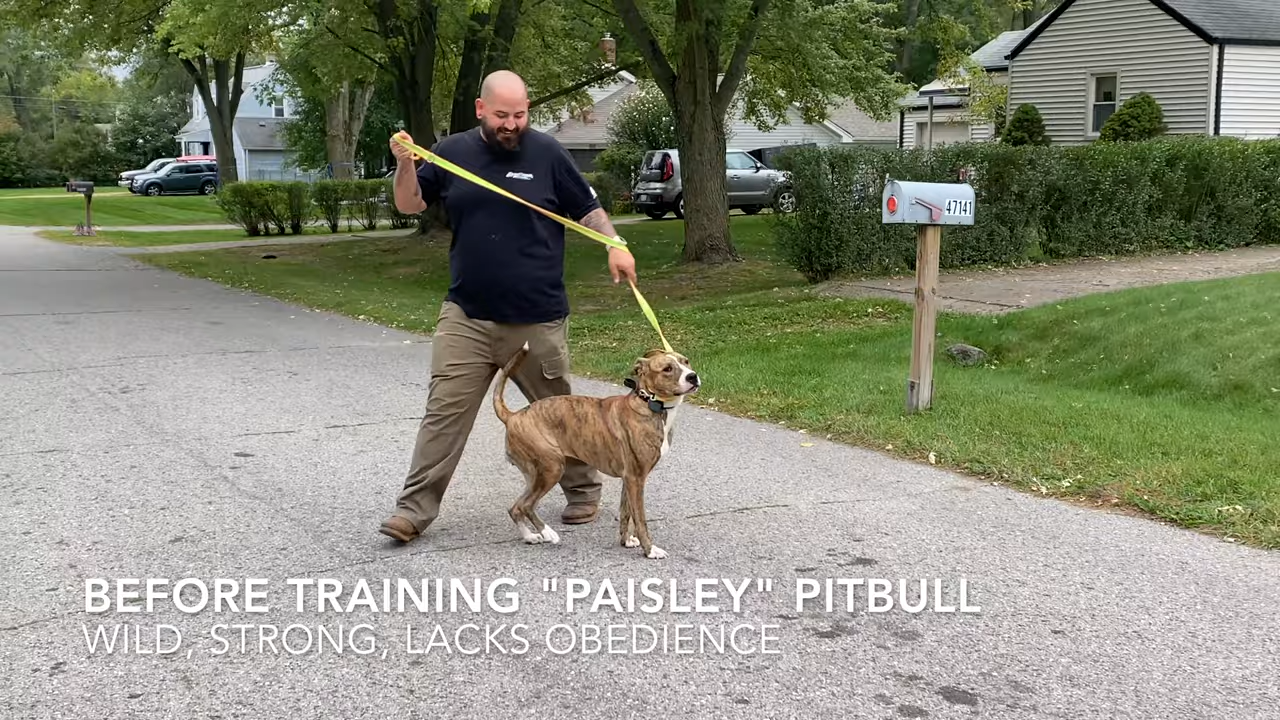 47141
BEFORE TRAINING "PAISLEY" PITBULL
WILD, STRONG, LACKS OBEDIENCE